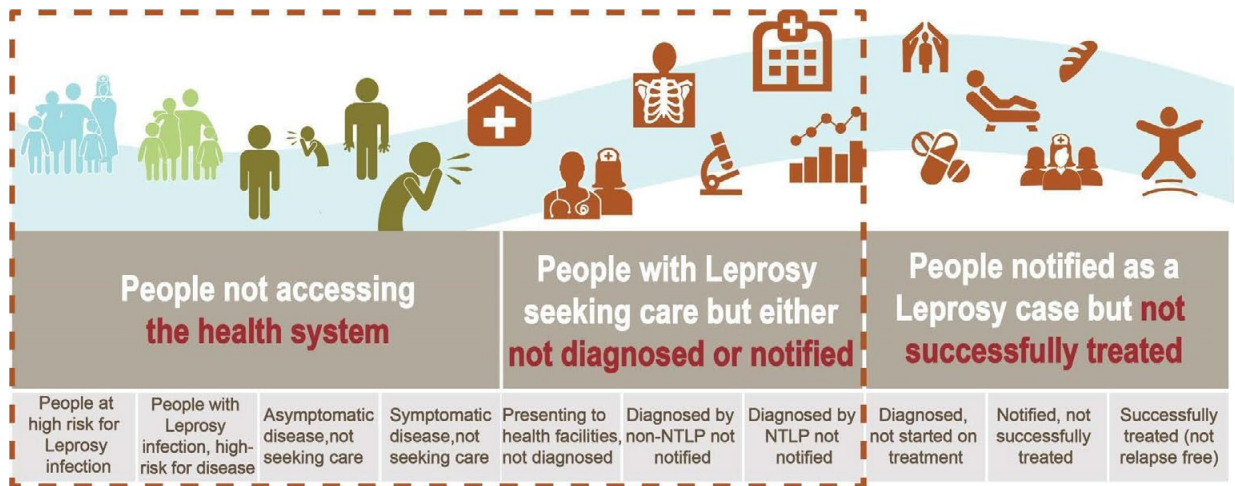 People not accessing
the health system
People with Leprosy
seeking care but either
not diagnosed or notified
People notified as a
Leprosy case but not
successfully treated
People at
high risk for
Leprosy
infection
People with
Leprosy
infection, high-
risk for disease
Asymptomatic
disease,not
seeking care
Symptomatic
disease,not
seeking care
Presenting to
health facilities,
not diagnosed
Diagnosed by
non-NTLP not
notified
Diagnosed by
NTLP not
notified
Diagnosed,
not started on
treatment
Notified, not
successfully
treated
Successfully
treated (not
relapse free)